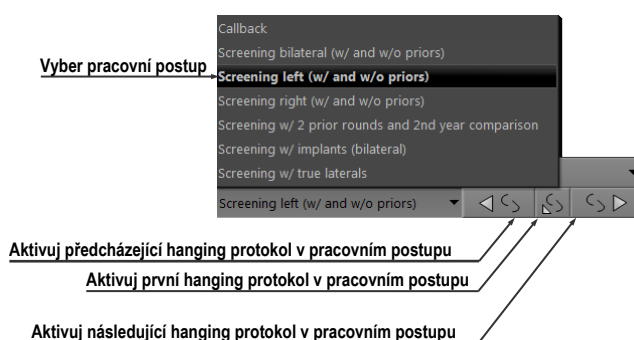 Callback
Screening bilateral (w/ and w/o priors)
Vyber pracovní postup
Screening left (w/ and w/o priors)
Screening right (w/ and w/o priors)
Screening w/ 2 prior rounds and 2nd year comparison
Screening w/ implants (bilateral)
Screening w/ true laterals
Screening left (w/ and w/o priors)
Aktivuj předcházející hanging protokol v pracovním postupu
Aktivuj první hanging protokol v pracovním postupu
Aktivuj následující hanging protokol v pracovním postupu